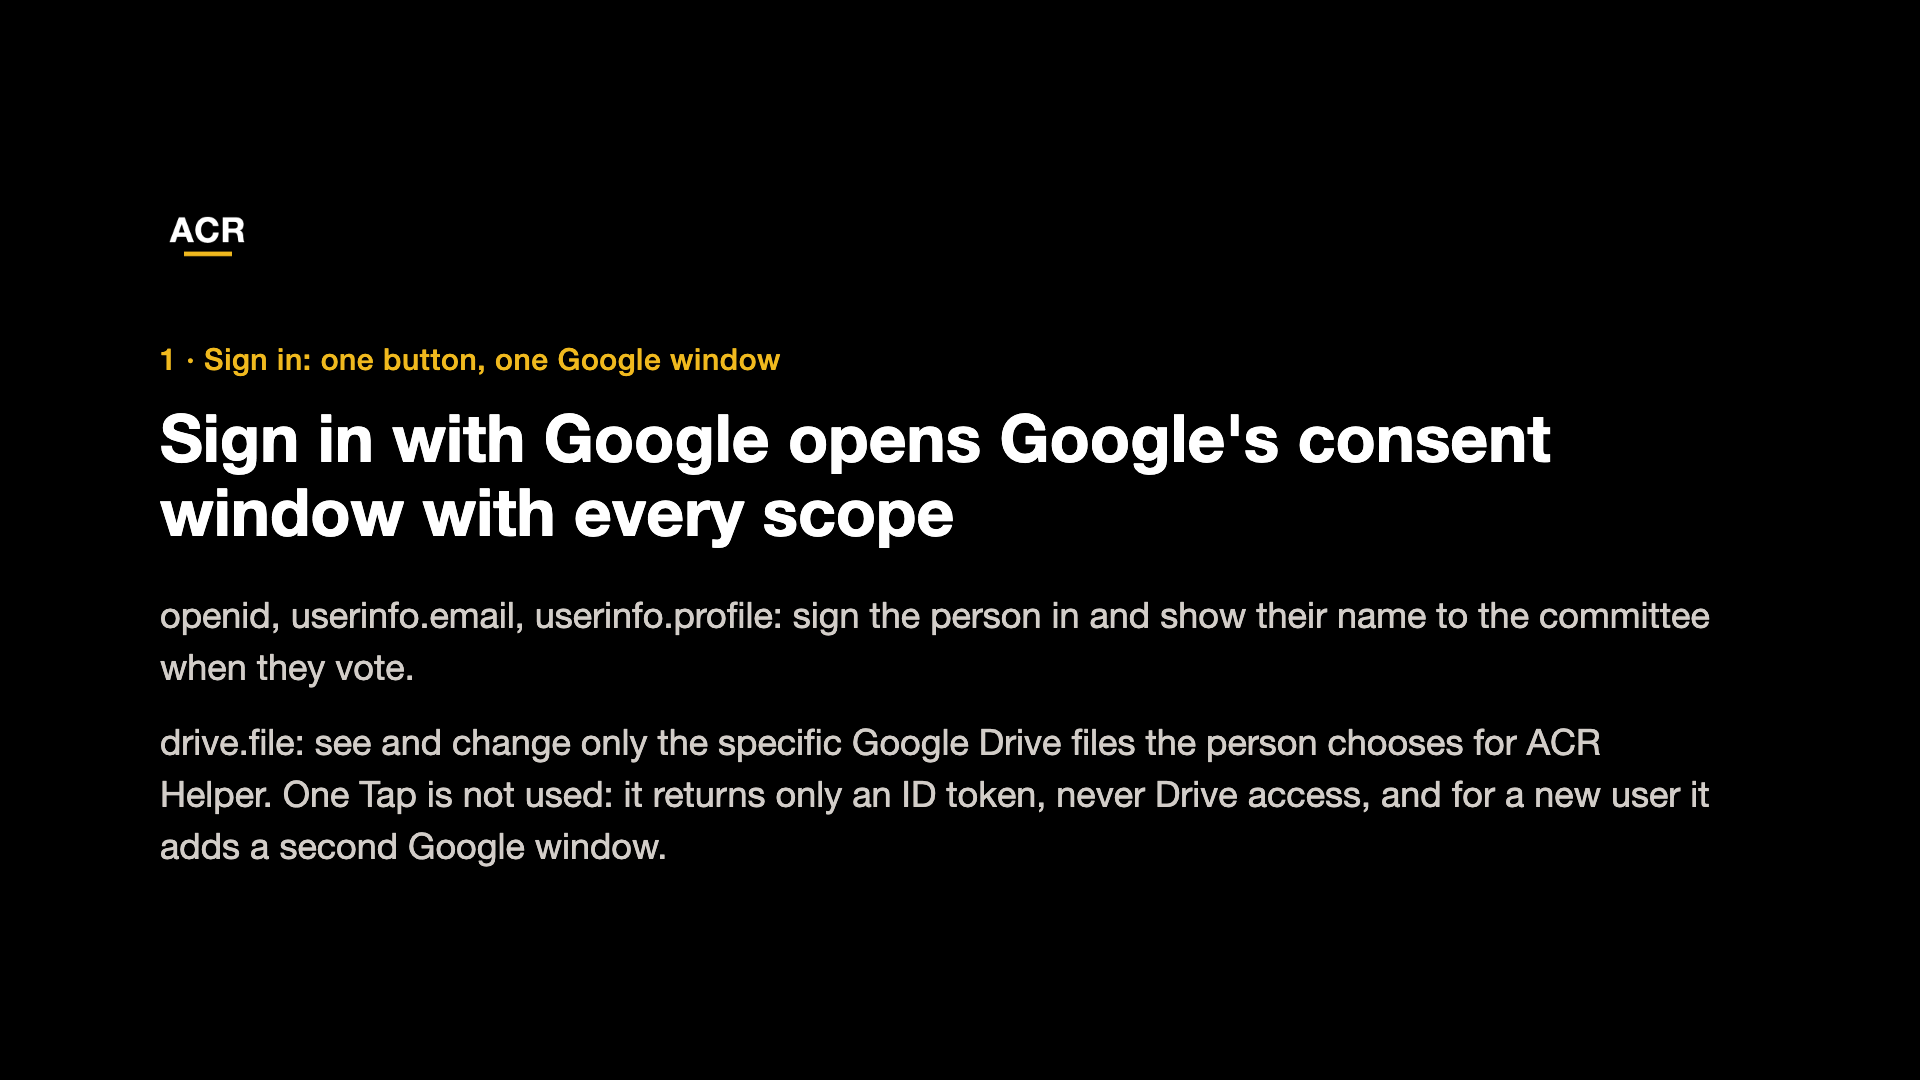 ACR
1 · Sign in: one button, one Google window
Sign in with Google opens Google's consent
window with every scope
openid, userinfo.email, userinfo.profile: sign the person in and show their name to the committee
when they vote.
drive.file: see and change only the specific Google Drive files the person chooses for ACR
Helper. One Tap is not used: it returns only an ID token, never Drive access, and for a new user it
adds a second Google window.